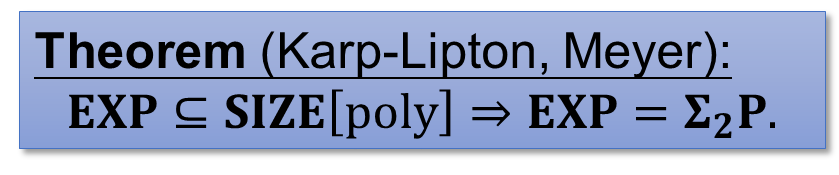 Theorem (Karp-Lipton, Meyer):
EXP ⊆ SIZE[poly] ⇒ EXP = Σ₂P.